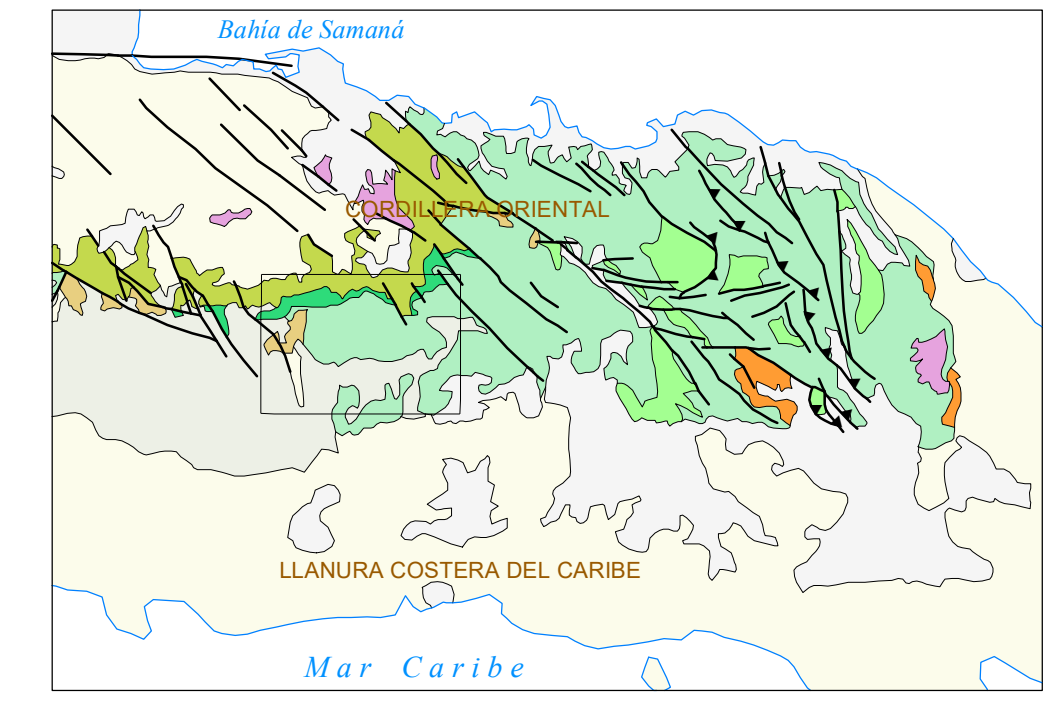 Bahía de Samaná
CORDILLERA ORIENTAL
LLANURA COSTERA DEL CARIBE
Mar Caribe